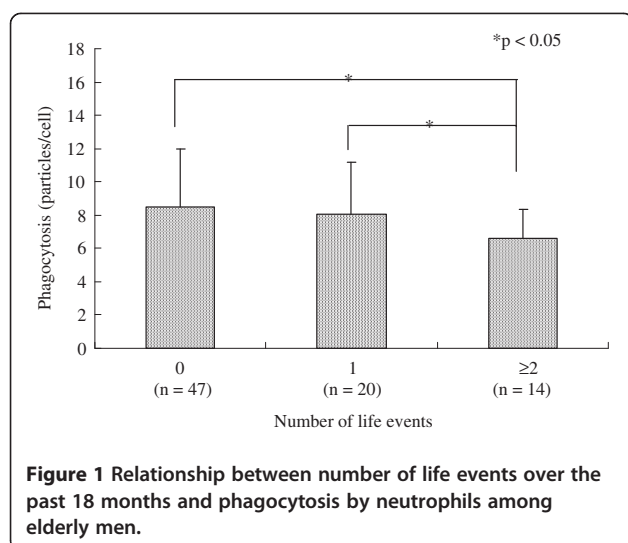 *p < 0.05
Phagocytosis (particles/cell)
18
16
14
12
10
8
6
4
2
0
*
*
0 1 ≥2
(n = 47) (n = 20) (n = 14)
Number of life events
Figure 1 Relationship between number of life events over the
past 18 months and phagocytosis by neutrophils among
elderly men.